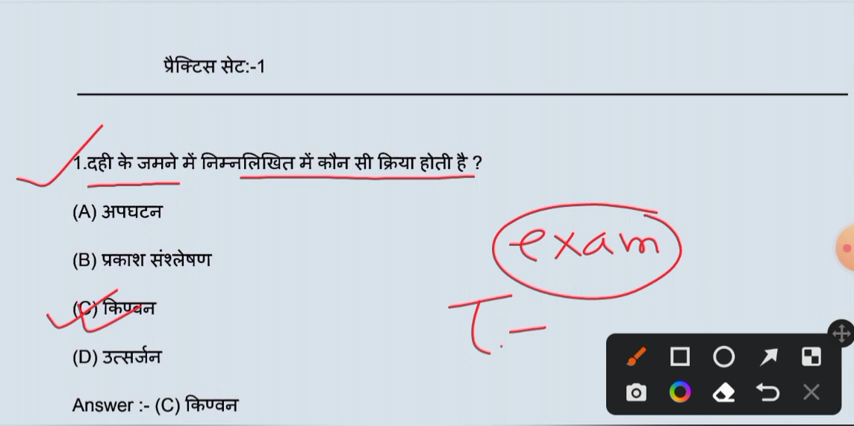 प्रैक्टिस सेट:-1
1.दही के जमने में निम्नलिखित में कौन सी क्रिया होती है ?
(A) अपघटन
(B) प्रकाश संश्लेषण
exam
(C) किण्वन
T.-
(D) उत्सर्जन
Answer :- (C) किण्वन